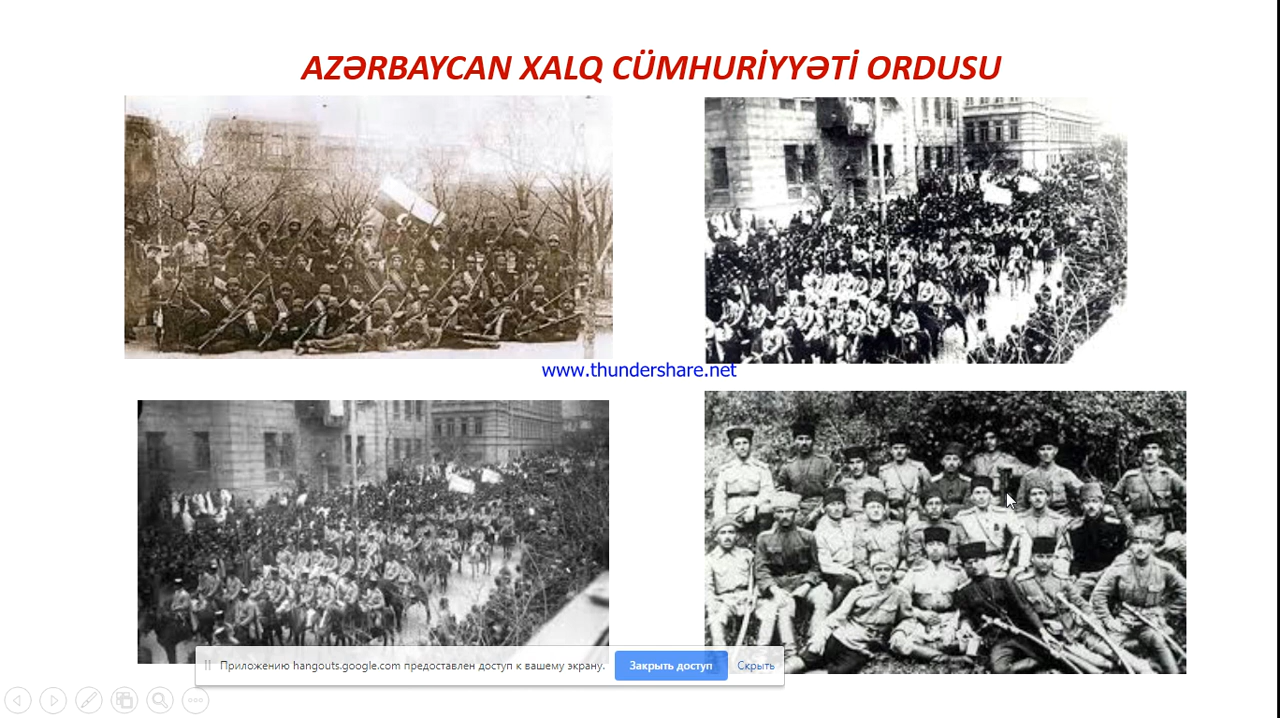 AZƏRBAYCAN XALQ CÜMHURİYYƏTİ ORDUSU
www.thundershare.net
Приложению hangouts.google.com предоставлен доступ к вашему экрану. Закрыть доступ Скрыть